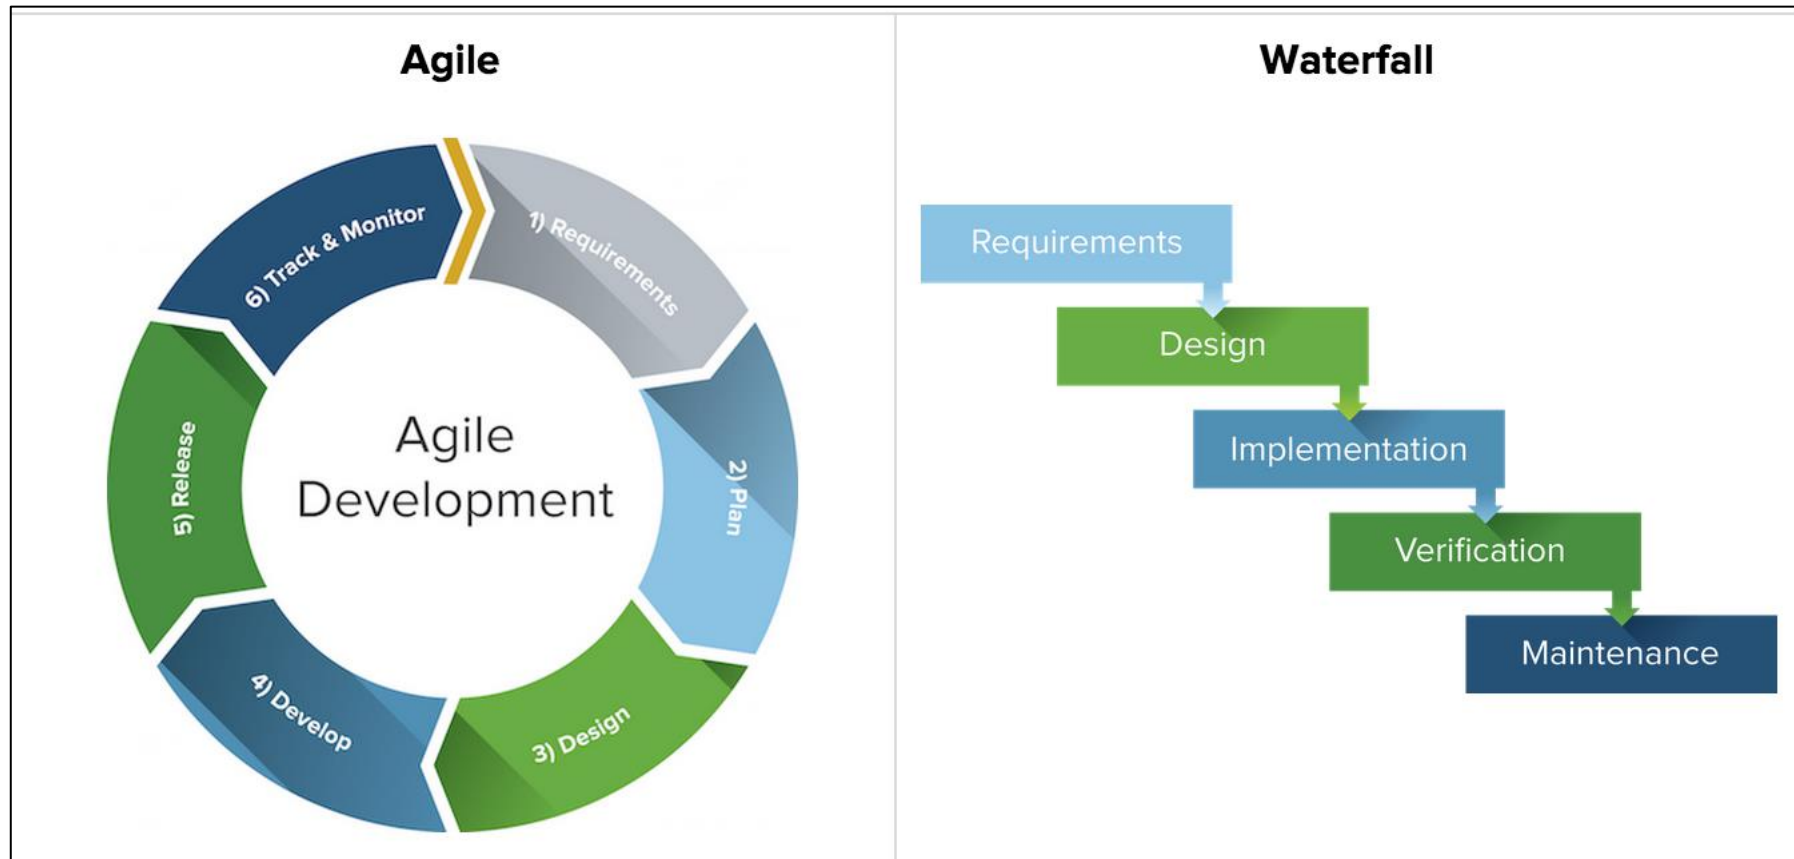 Agile
Waterfall
Agile
Development
1) Requirements
2) Plan
3) Design
4) Develop
5) Release
6) Track & Monitor
Requirements
Design
Implementation
Verification
Maintenance